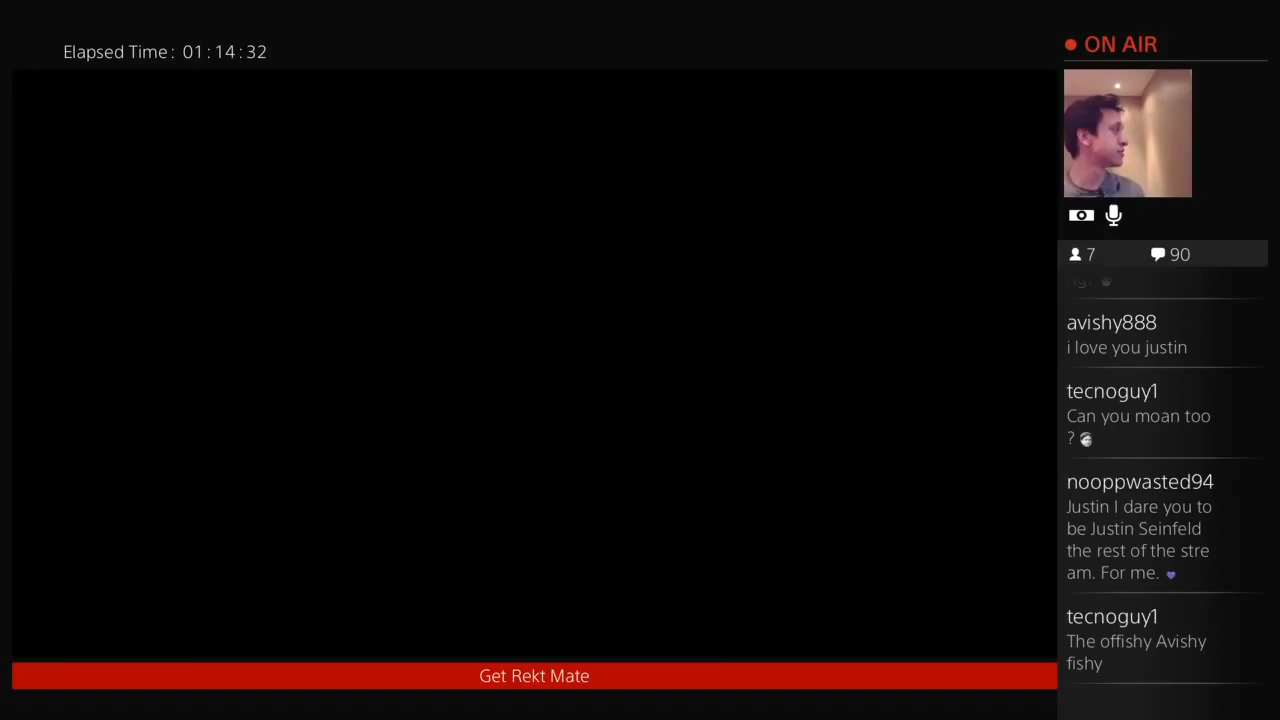 Elapsed Time: 01:14:32
ON AIR
7 90
avishy888
i love you justin
tecnoguy1
Can you moan too
?
nooppwasted94
Justin I dare you to
be Justin Seinfeld
the rest of the stre
am. For me.
tecnoguy1
The offishy Avishy
fishy
Get Rekt Mate